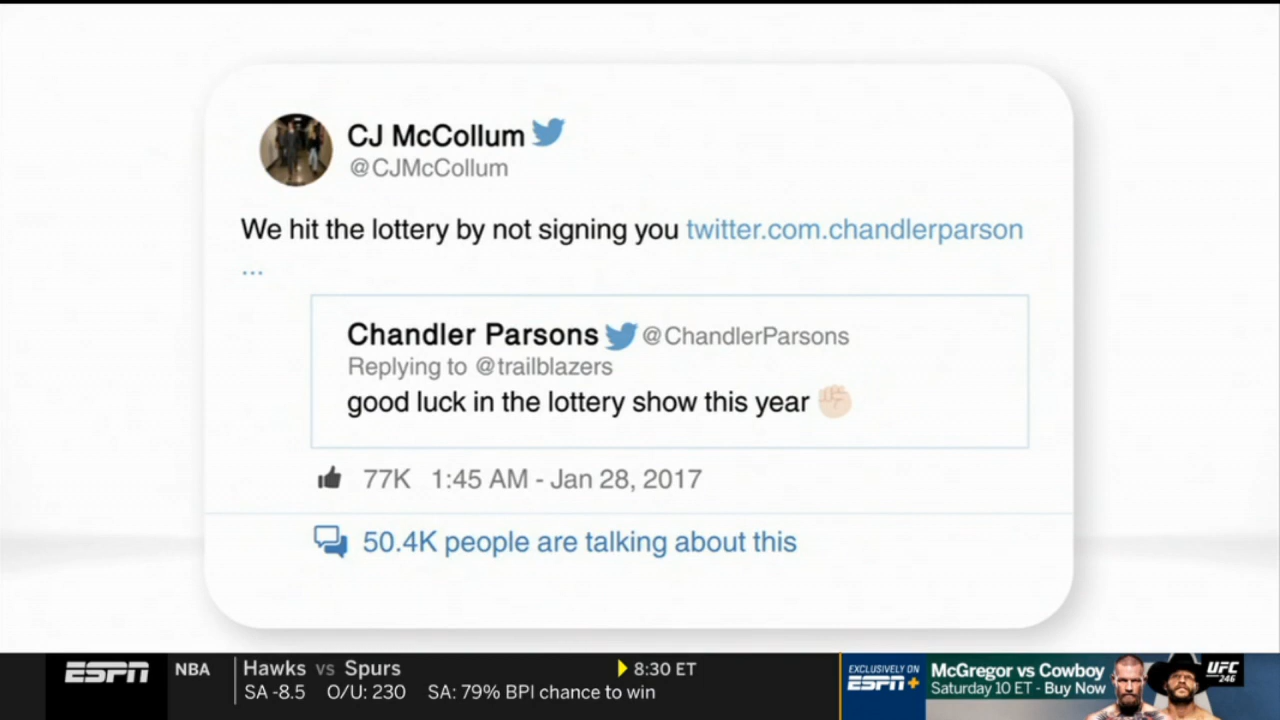 CJ McCollum
@CJMcCollum
We hit the lottery by not signing you twitter.com.chandlerparson
...
Chandler Parsons @ChandlerParsons
Replying to @trailblazers
good luck in the lottery show this year ✊🏻
77K 1:45 AM - Jan 28, 2017
50.4K people are talking about this
ESPN NBA Hawks vs Spurs 8:30 ET
SA -8.5 O/U: 230 SA: 79% BPI chance to win
EXCLUSIVELY ON
ESPN+
McGregor vs Cowboy
Saturday 10 ET - Buy Now
UFC
246